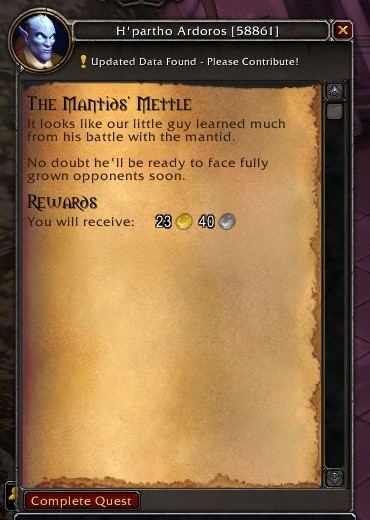 H'partho Ardoros [58861]
Updated Data Found - Please Contribute!
The Mantids' Mettle
It looks like our little guy learned much
from his battle with the mantid.
No doubt he'll be ready to face fully
grown opponents soon.
Rewards
You will receive: 23 40
Complete Quest